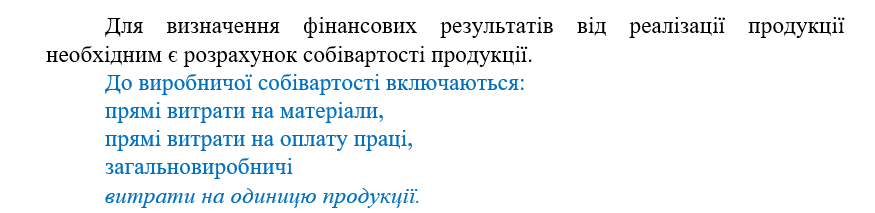 Для визначення фінансових результатів від реалізації продукції
необхідним є розрахунок собівартості продукції.
До виробничої собівартості включаються:
прямі витрати на матеріали,
прямі витрати на оплату праці,
загальновиробничі
витрати на одиницю продукції.